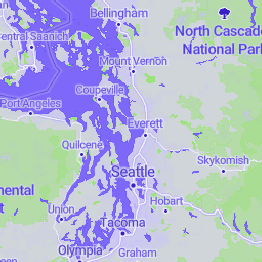 Bellingham
North Cascade
National Park
Central Saanich
Mount Vernon
Port Angeles
Coupeville
Everett
Quilcene
Skykomish
Seattle
Hobart
Union
Tacoma
Olympia
Graham